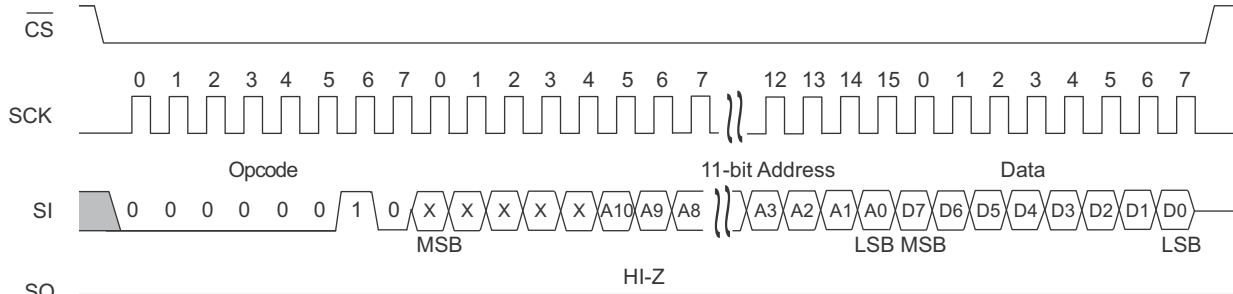 CS
0 1 2 3 4 5 6 7 0 1 2 3 4 5 6 7 12 13 14 15 0 1 2 3 4 5 6 7
SCK
Opcode 11-bit Address Data
SI 0 0 0 0 0 0 1 0 X X X X X A10 A9 A8 A3 A2 A1 A0 D7 D6 D5 D4 D3 D2 D1 D0
MSB LSB MSB LSB
HI-Z
SO